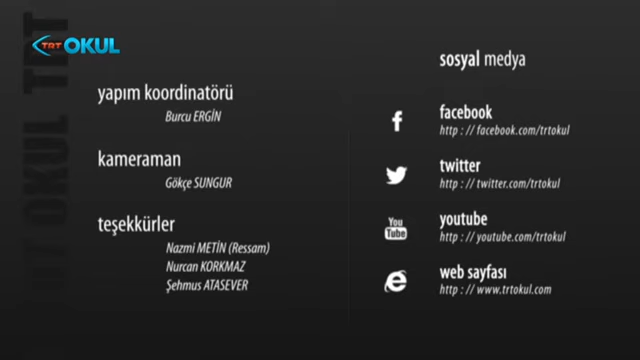 TRT OKUL
yapım koordinatörü
Burcu ERGİN
kameraman
Gökçe SUNGUR
teşekkürler
Nazmi METİN (Ressam)
Nurcan KORKMAZ
Şehmus ATASEVER
sosyal medya
facebook
http : // facebook.com/trtokul
twitter
http : // twitter.com/trtokul
You
Tube
youtube
http : // youtube.com/trtokul
web sayfası
http : // www.trtokul.com
OKUL TRT